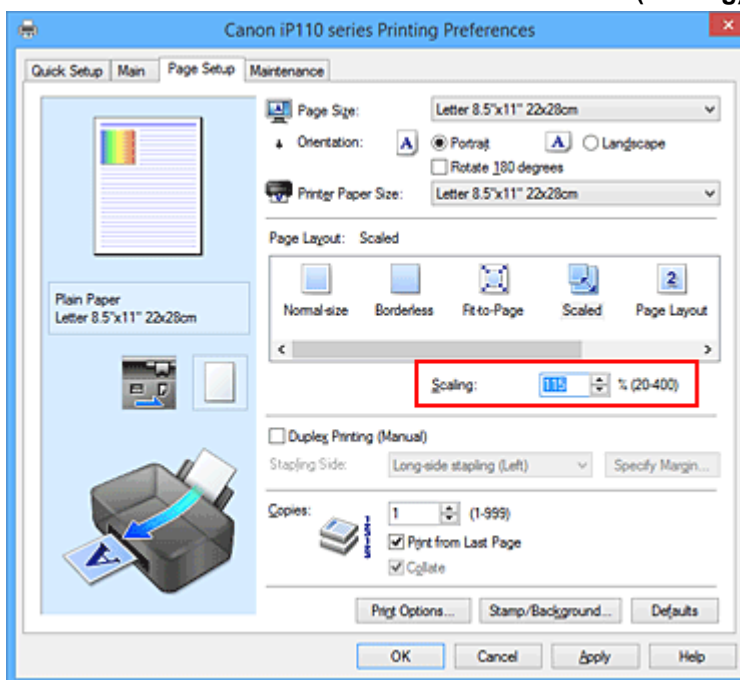 Canon iP110 series Printing Preferences
Quick Setup Main Page Setup Maintenance
Page Size: Letter 8.5"x11" 22x28cm
Orientation: A Portrait A Landscape
Rotate 180 degrees
Printer Paper Size: Letter 8.5"x11" 22x28cm
Page Layout: Scaled
Plain Paper
Letter 8.5"x11" 22x28cm
2
Normal-size Borderless Fit-to-Page Scaled Page Layout
Scaling: 115 % (20-400)
Duplex Printing (Manual)
Stapling Side: Long-side stapling (Left) Specify Margin...
Copies: 1 (1-999)
Print from Last Page
Collate
A
Print Options... Stamp/Background... Defaults
OK Cancel Apply Help